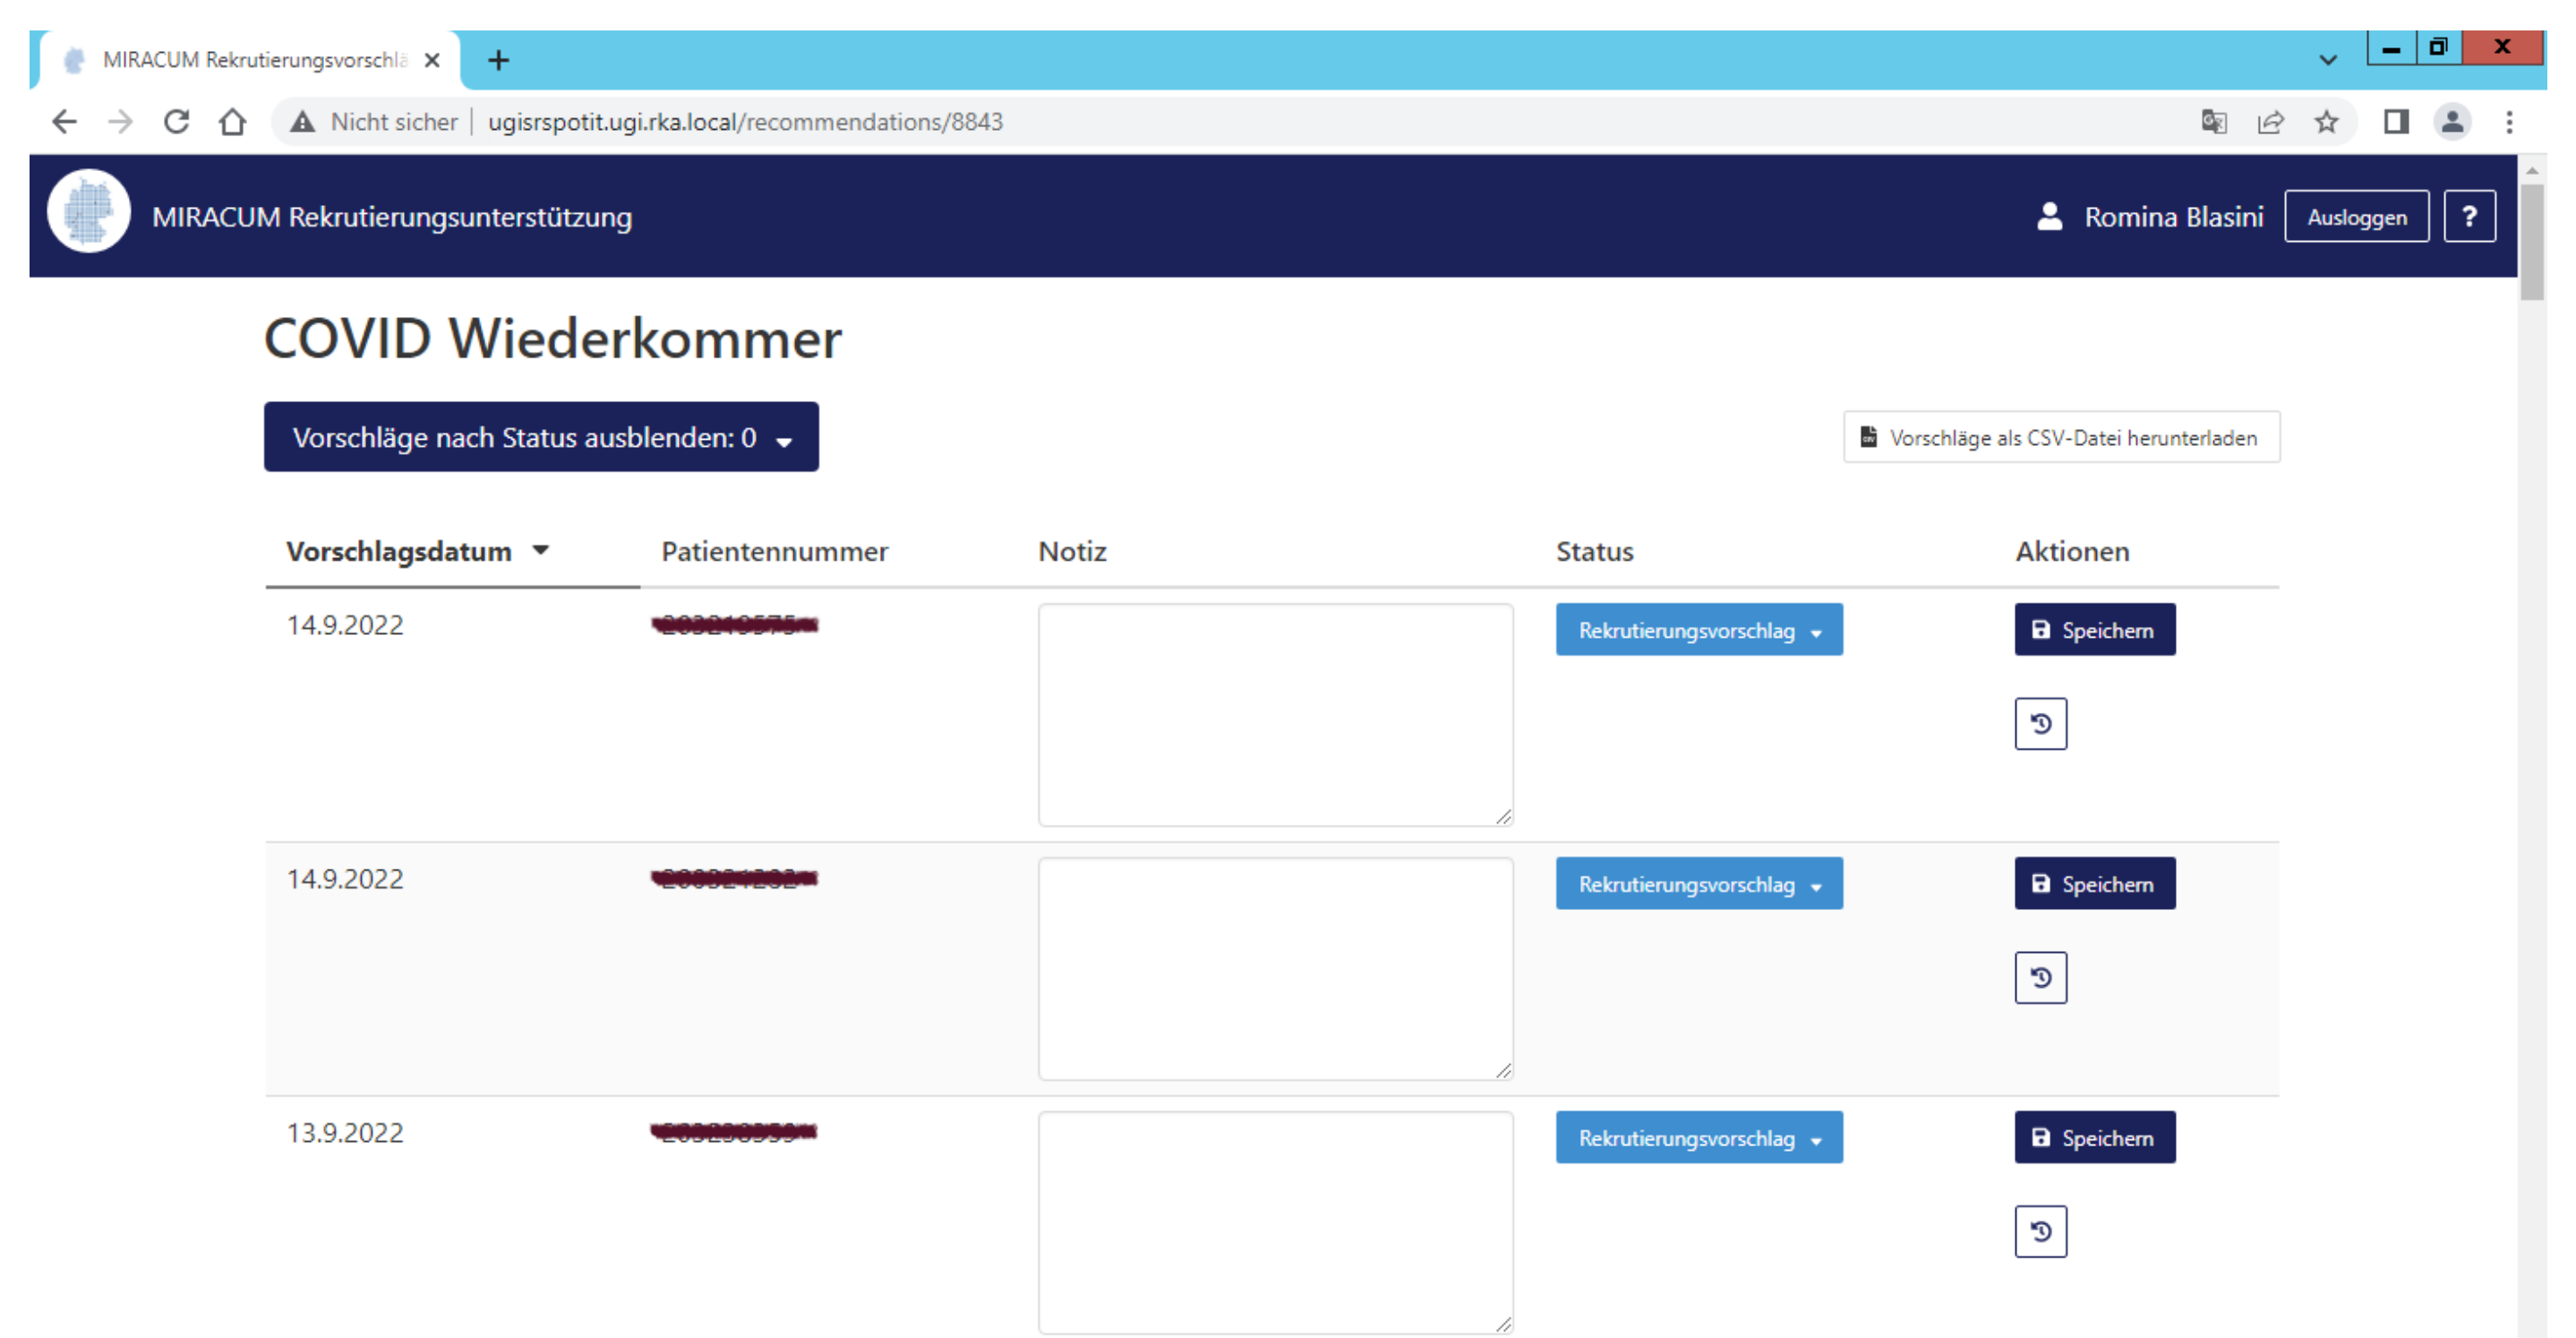 MIRACUM Rekrutierungsvorschlä
Nicht sicher | ugisrspotit.ugi.rka.local/recommendations/8843
MIRACUM Rekrutierungsunterstützung
Romina Blasini Ausloggen ?
COVID Wiederkommer
Vorschläge nach Status ausblenden: 0
Vorschläge als CSV-Datei herunterladen
Vorschlagsdatum Patientennummer Notiz Status Aktionen
14.9.2022 Rekrutierungsvorschlag Speichern
14.9.2022 Rekrutierungsvorschlag Speichern
13.9.2022 Rekrutierungsvorschlag Speichern